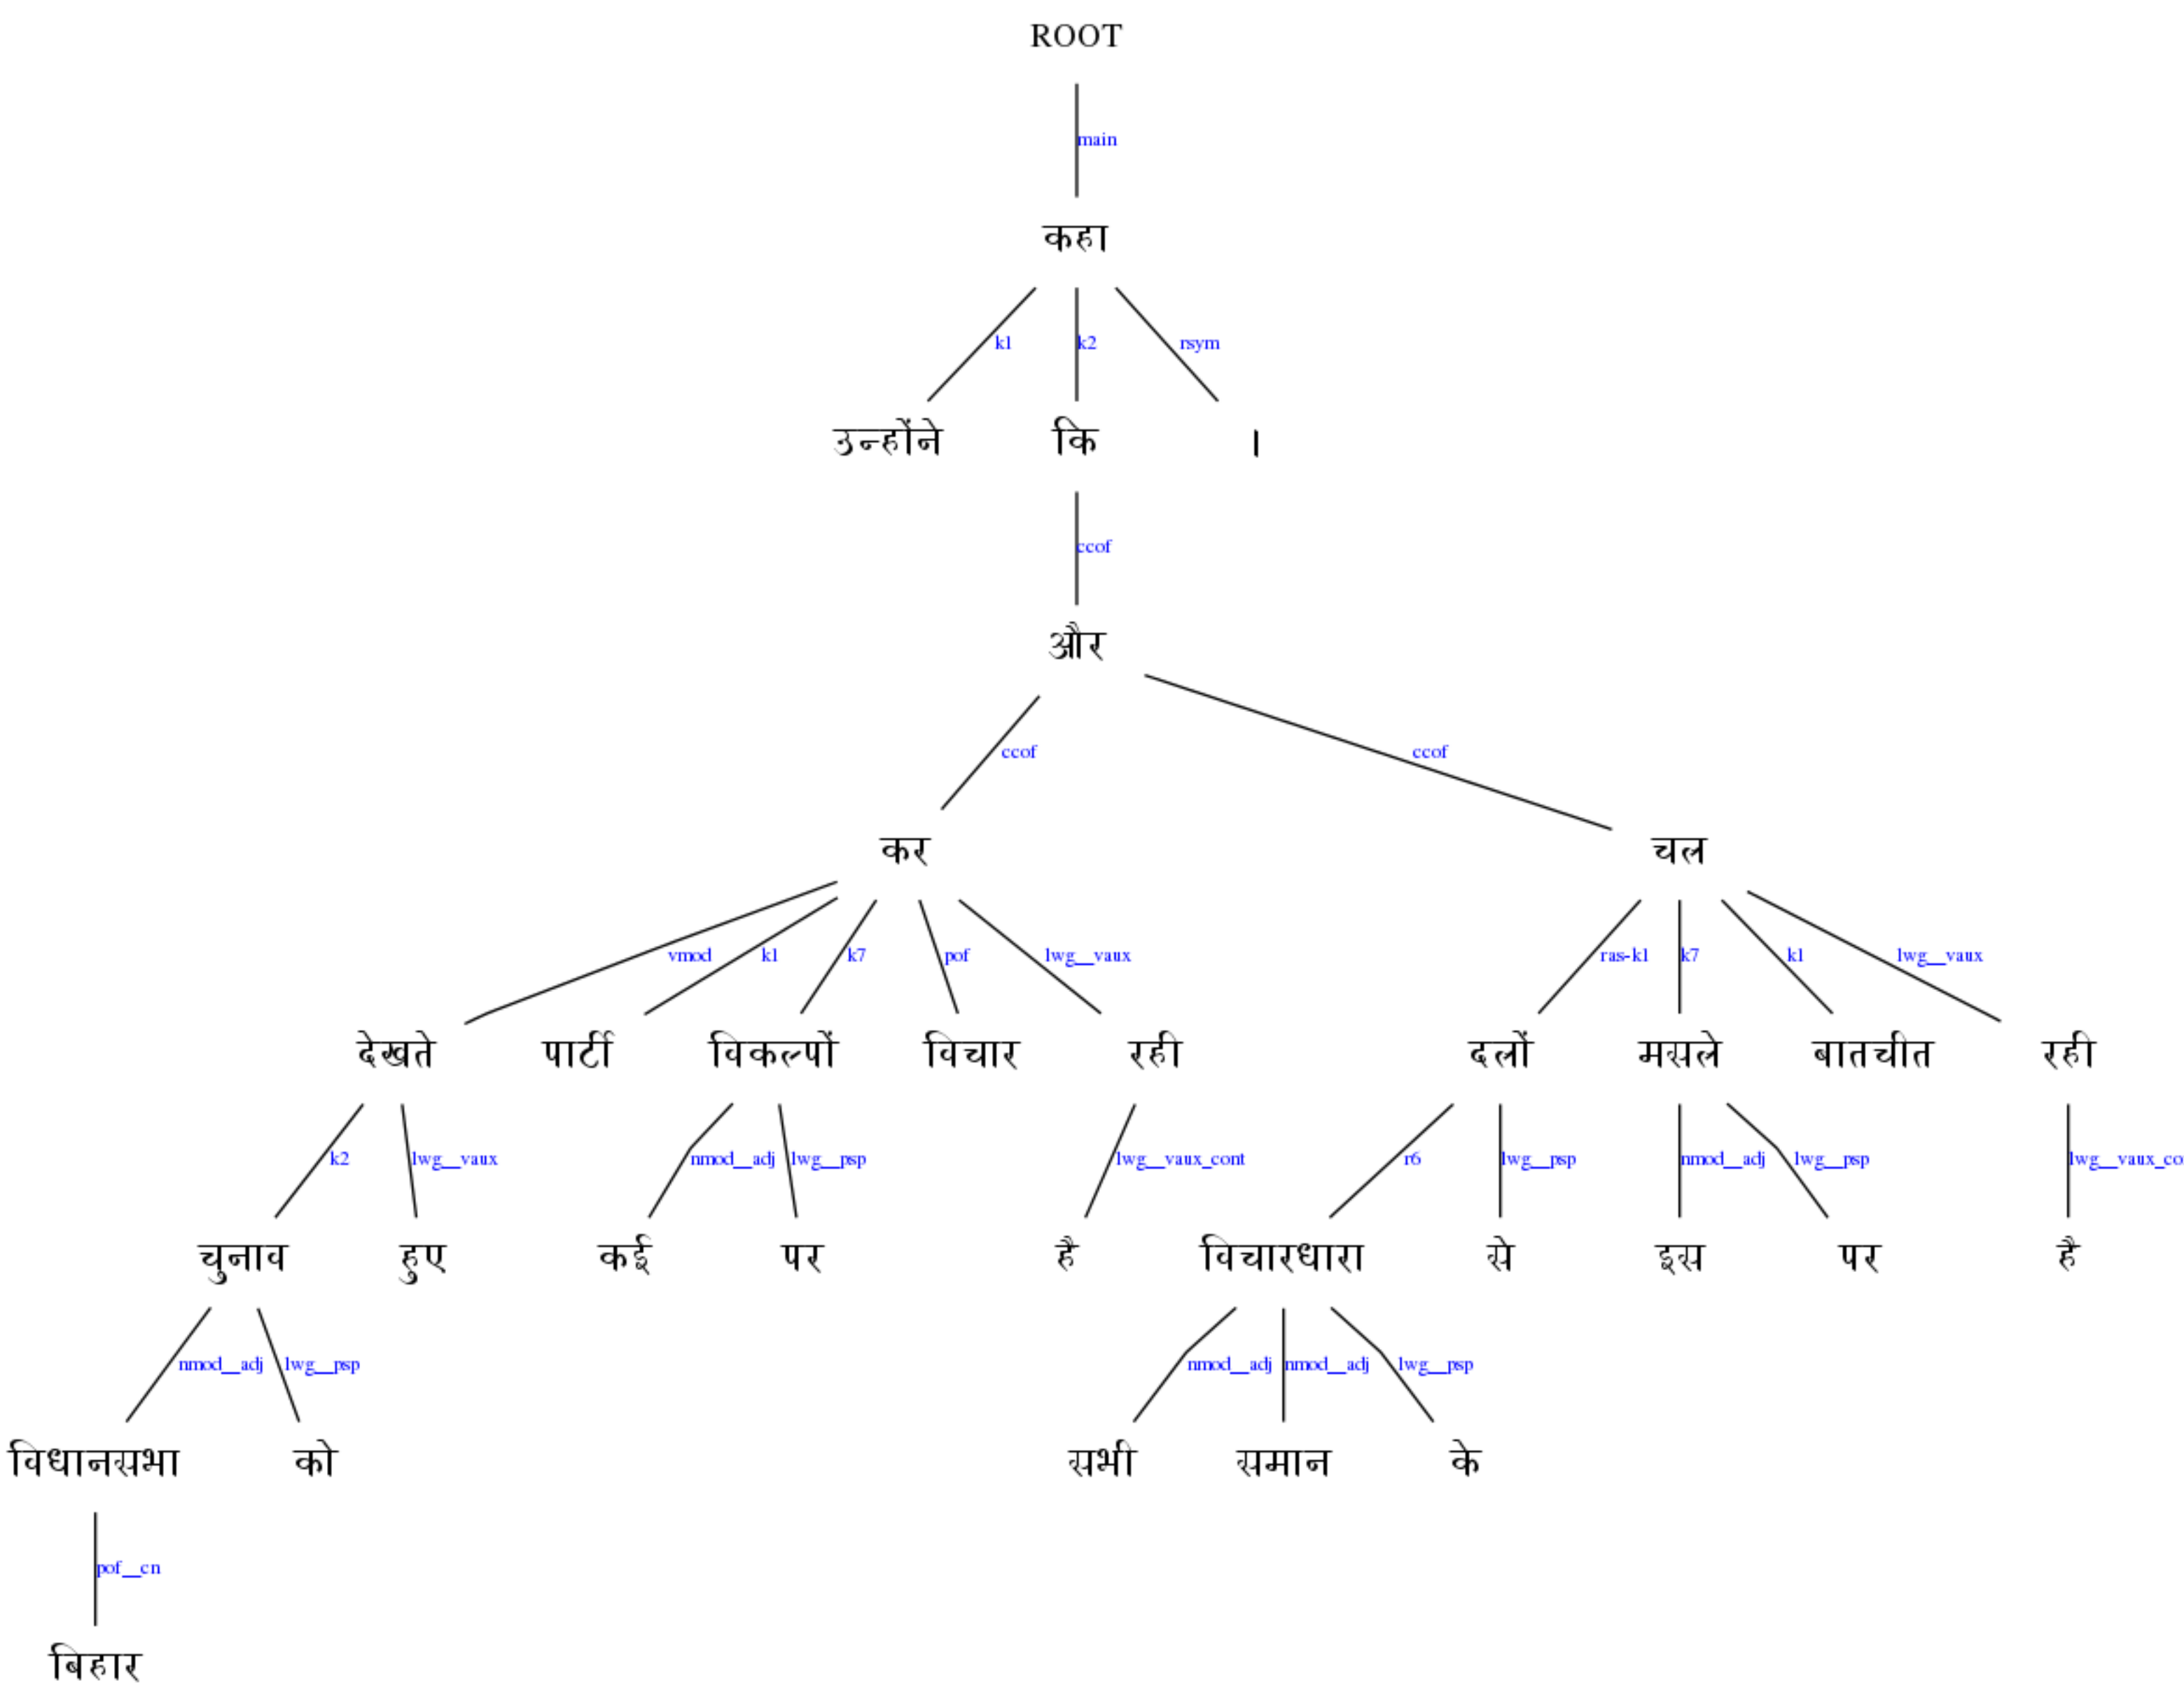 ROOT
main
कहा
k1 k2 rsym
उन्होंने कि ।
ccof
और
ccof ccof
कर चल
vmod k1 k7 pof lwg__vaux ras-k1 k7 k1 lwg__vaux
देखते पार्टी विकल्पों विचार रही दलों मसले बातचीत रही
k2 lwg__vaux nmod__adj lwg__psp lwg__vaux_cont r6 lwg__psp nmod__adj lwg__psp lwg__vaux_co
चुनाव हुए कई पर है विचारधारा से इस पर है
nmod__adj lwg__psp nmod__adj nmod__adj lwg__psp
विधानसभा को सभी समान के
pof__cn
बिहार